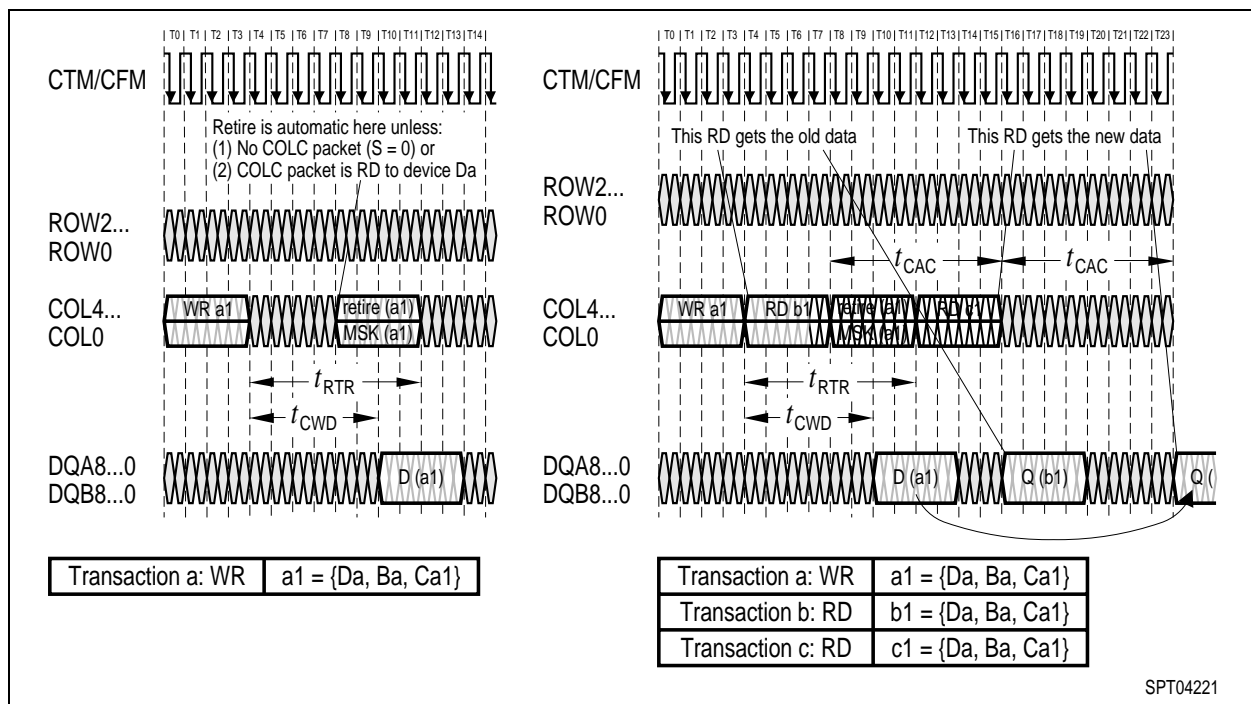 T0 T1 T2 T3 T4 T5 T6 T7 T8 T9 T10 T11 T12 T13 T14
CTM/CFM
Retire is automatic here unless:
(1) No COLC packet (S = 0) or
(2) COLC packet is RD to device Da
ROW2...
ROW0
COL4...
COL0
WR a1
retire (a1)
MSK (a1)
tRTR
tCWD
DQA8...0
DQB8...0
D (a1)
Transaction a: WR a1 = {Da, Ba, Ca1}
T0 T1 T2 T3 T4 T5 T6 T7 T8 T9 T10 T11 T12 T13 T14 T15 T16 T17 T18 T19 T20 T21 T22 T23
CTM/CFM
This RD gets the old data
This RD gets the new data
ROW2...
ROW0
tCAC
tCAC
COL4...
COL0
WR a1
RD b1
retire (a1)
MSK (a1)
RD c1
tRTR
tCWD
DQA8...0
DQB8...0
D (a1)
Q (b1)
Q (
Transaction a: WR a1 = {Da, Ba, Ca1}
Transaction b: RD b1 = {Da, Ba, Ca1}
Transaction c: RD c1 = {Da, Ba, Ca1}
SPT04221